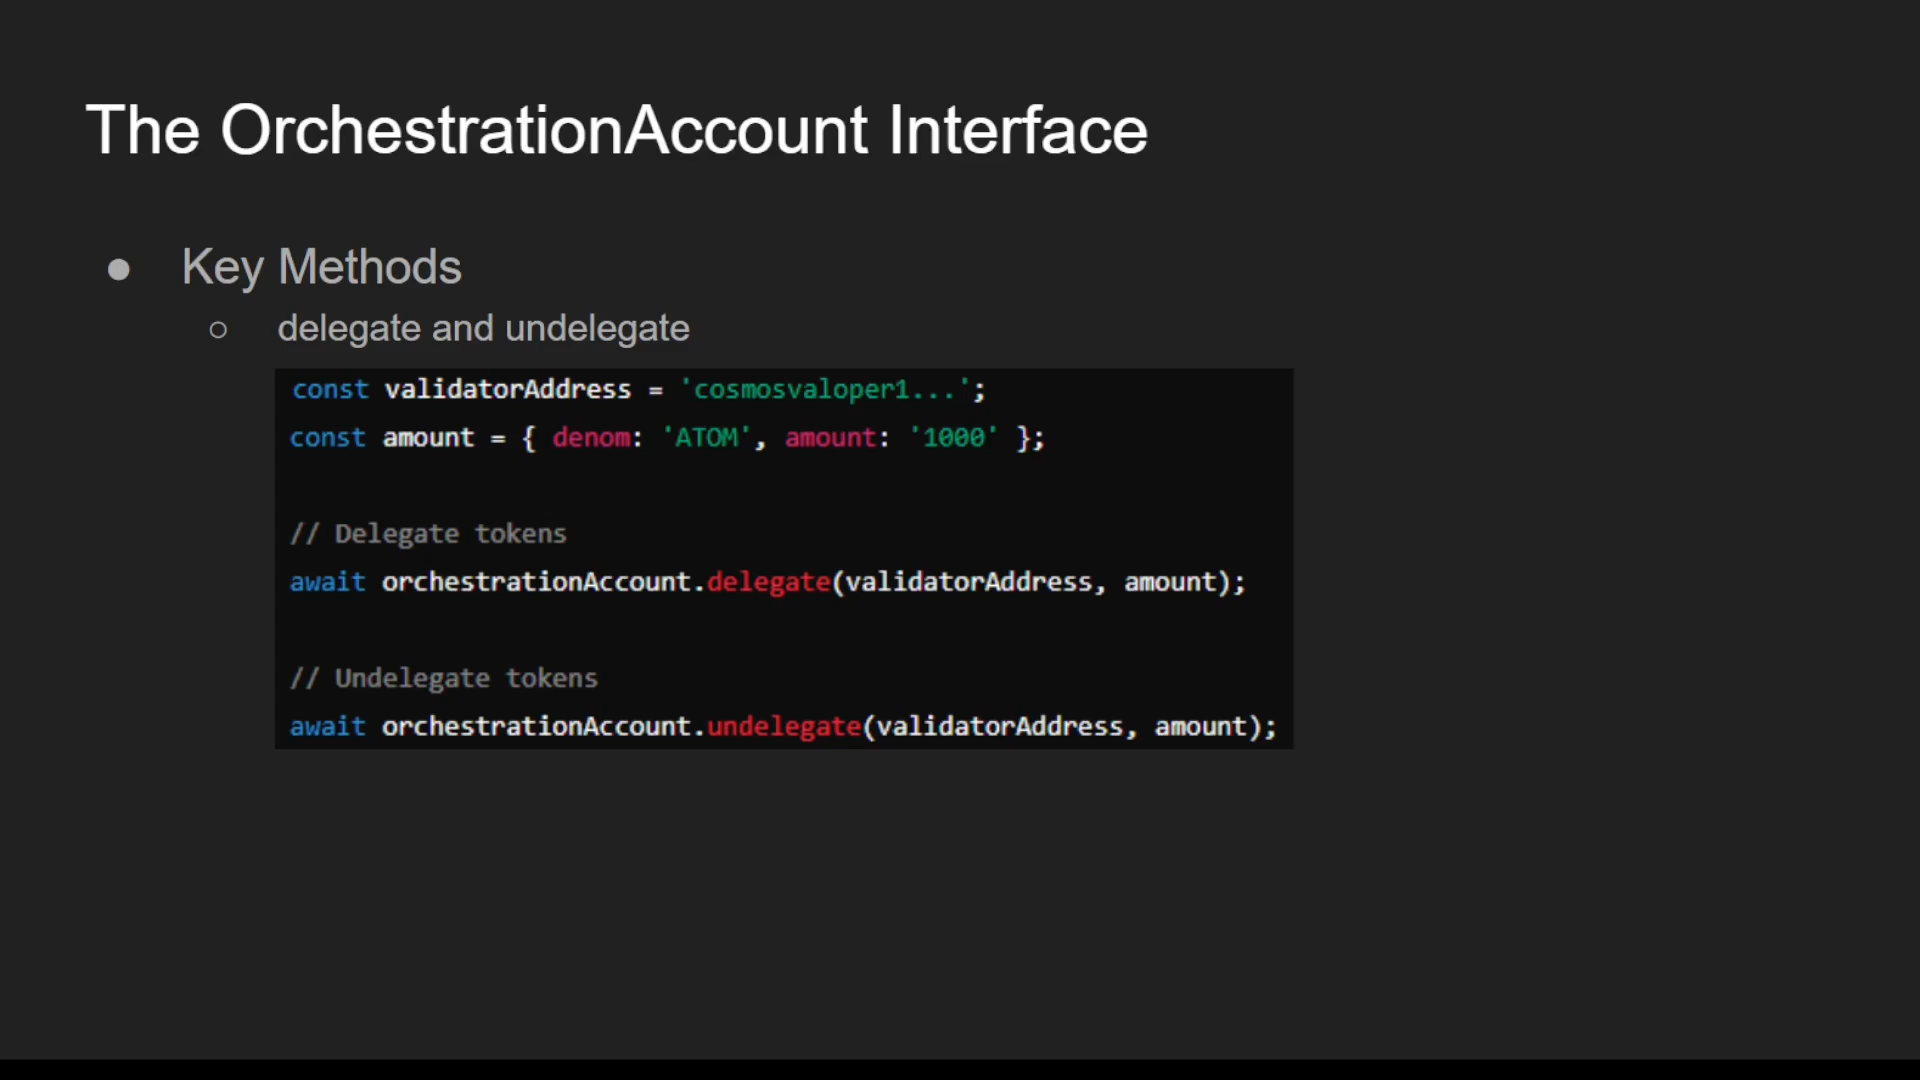 The OrchestrationAccount Interface
● Key Methods
○ delegate and undelegate
const validatorAddress = 'cosmosvaloper1...';
const amount = { denom: 'ATOM', amount: '1000' };
// Delegate tokens
await orchestrationAccount.delegate(validatorAddress, amount);
// Undelegate tokens
await orchestrationAccount.undelegate(validatorAddress, amount);